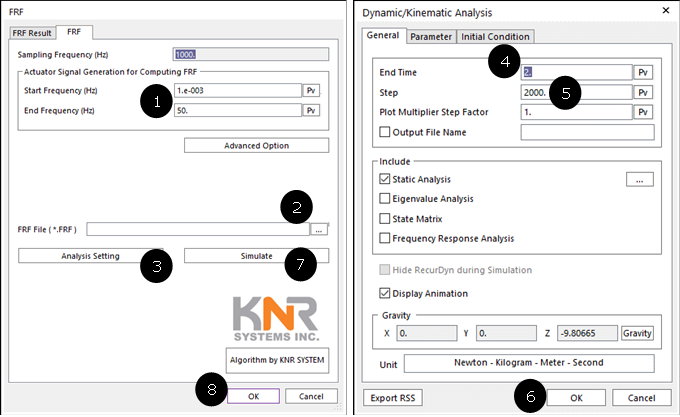 FRF
FRF Result FRF
Sampling Frequency (Hz) 1000.
Actuator Signal Generation for Computing FRF
Start Frequency (Hz) 1.e-003 Pv
1
End Frequency (Hz) 50. Pv
Advanced Option
2
FRF File ( *.FRF ) ...
Analysis Setting Simulate
3 7
KNR
SYSTEMS INC.
Algorithm by KNR SYSTEM
8
OK Cancel
Dynamic/Kinematic Analysis ×
General Parameter Initial Condition
4
End Time 2. Pv
Step 2000. 5 Pv
Plot Multiplier Step Factor 1. Pv
Output File Name
Include
Static Analysis ...
Eigenvalue Analysis
State Matrix
Frequency Response Analysis
Hide RecurDyn during Simulation
Display Animation
Gravity
X 0. Y 0. Z -9.80665 Gravity
Unit Newton - Kilogram - Meter - Second
Export RSS 6 OK Cancel